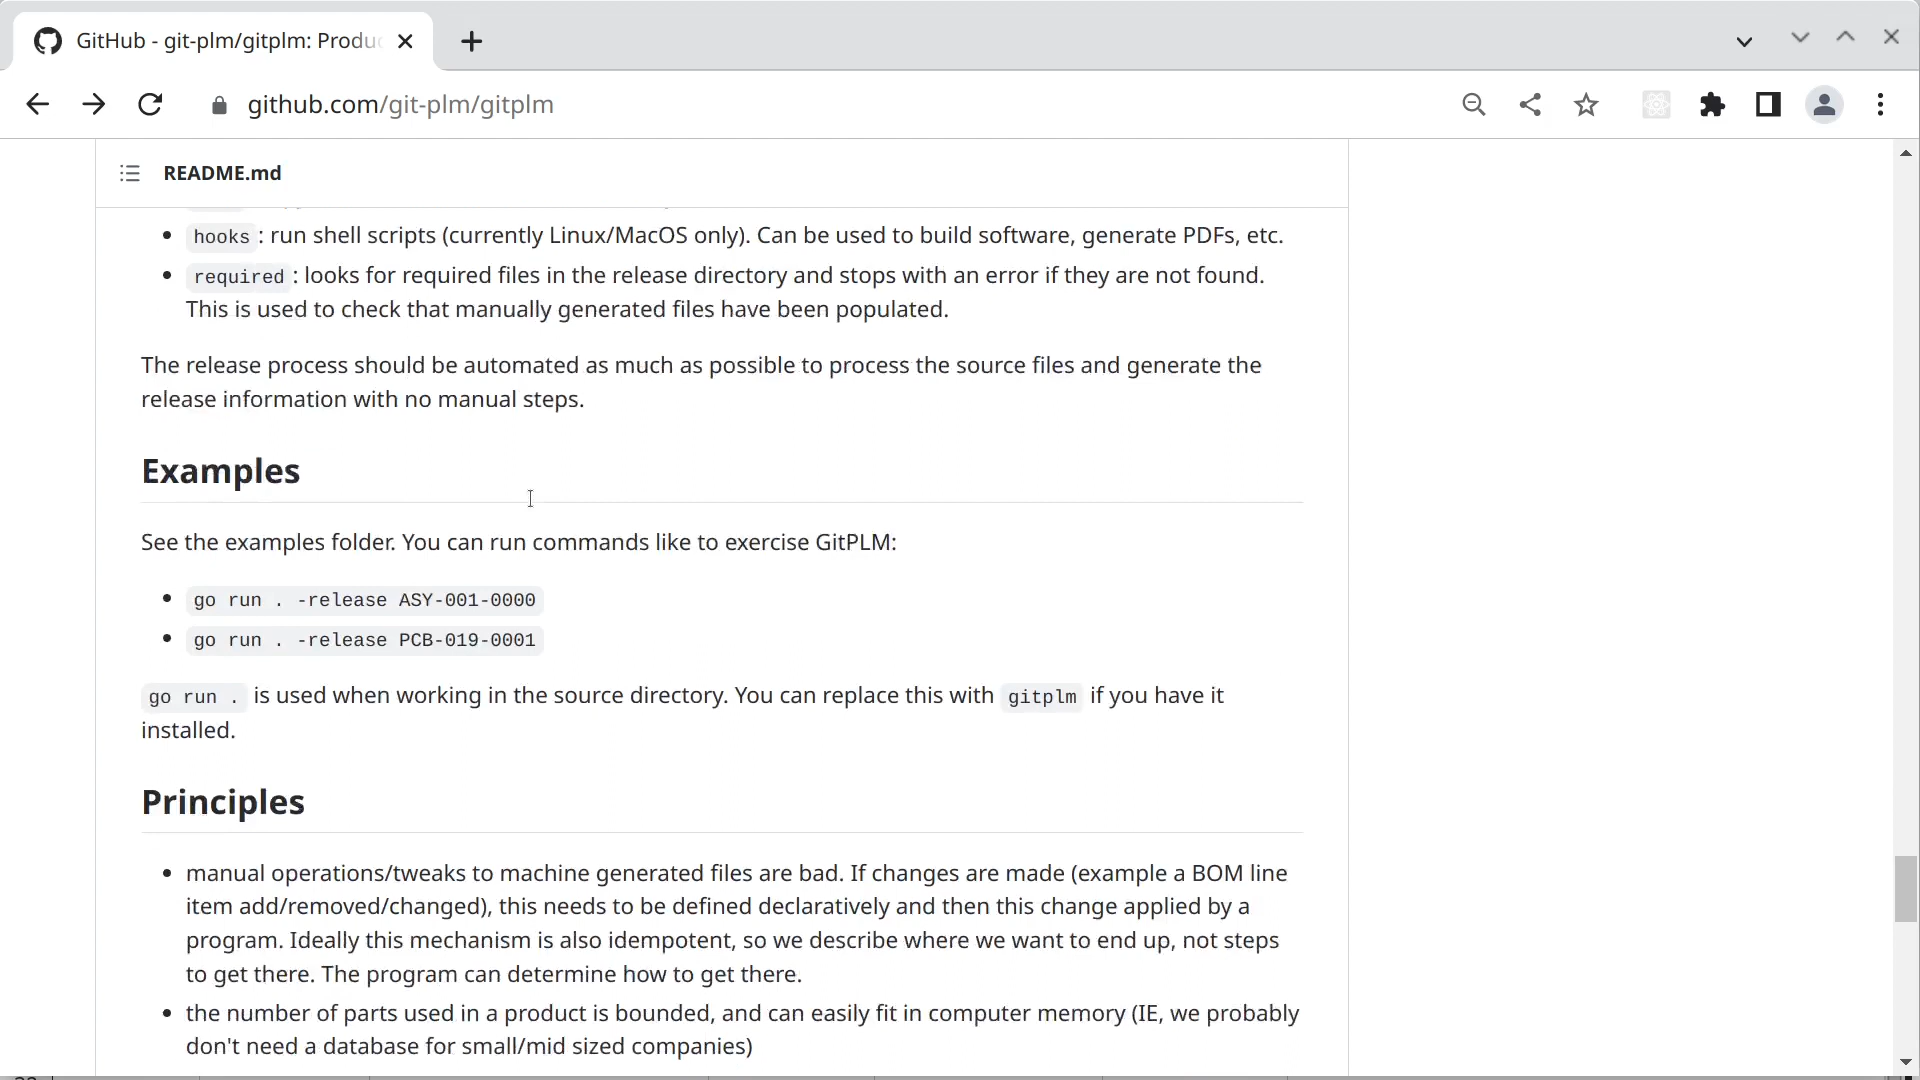 GitHub - git-plm/gitplm: Produ
github.com/git-plm/gitplm
README.md
hooks: run shell scripts (currently Linux/MacOS only). Can be used to build software, generate PDFs, etc.
required: looks for required files in the release directory and stops with an error if they are not found.
This is used to check that manually generated files have been populated.
The release process should be automated as much as possible to process the source files and generate the
release information with no manual steps.
Examples
See the examples folder. You can run commands like to exercise GitPLM:
go run . -release ASY-001-0000
go run . -release PCB-019-0001
go run . is used when working in the source directory. You can replace this with gitplm if you have it
installed.
Principles
manual operations/tweaks to machine generated files are bad. If changes are made (example a BOM line
item add/removed/changed), this needs to be defined declaratively and then this change applied by a
program. Ideally this mechanism is also idempotent, so we describe where we want to end up, not steps
to get there. The program can determine how to get there.
the number of parts used in a product is bounded, and can easily fit in computer memory (IE, we probably
don't need a database for small/mid sized companies)